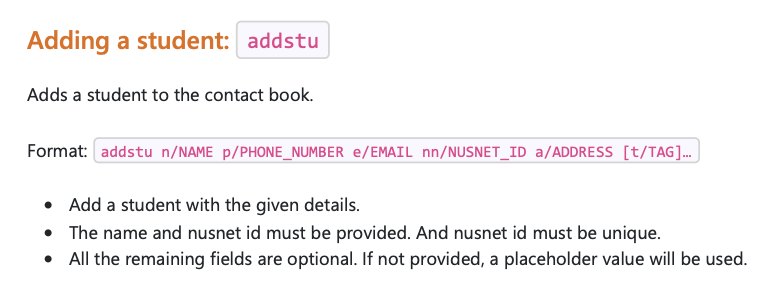 Adding a student: addstu
Adds a student to the contact book.
Format: addstu n/NAME p/PHONE_NUMBER e/EMAIL nn/NUSNET_ID a/ADDRESS [t/TAG]…
• Add a student with the given details.
• The name and nusnet id must be provided. And nusnet id must be unique.
• All the remaining fields are optional. If not provided, a placeholder value will be used.